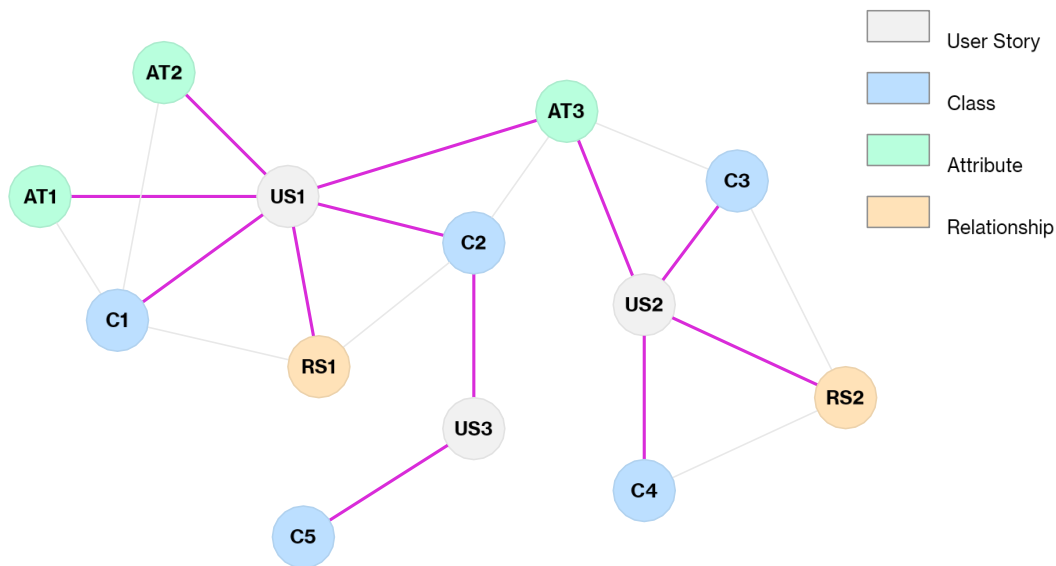 User Story
AT2
Class
AT3
Attribute
C3
AT1
US1
Relationship
C2
US2
C1
RS1
RS2
US3
C4
C5